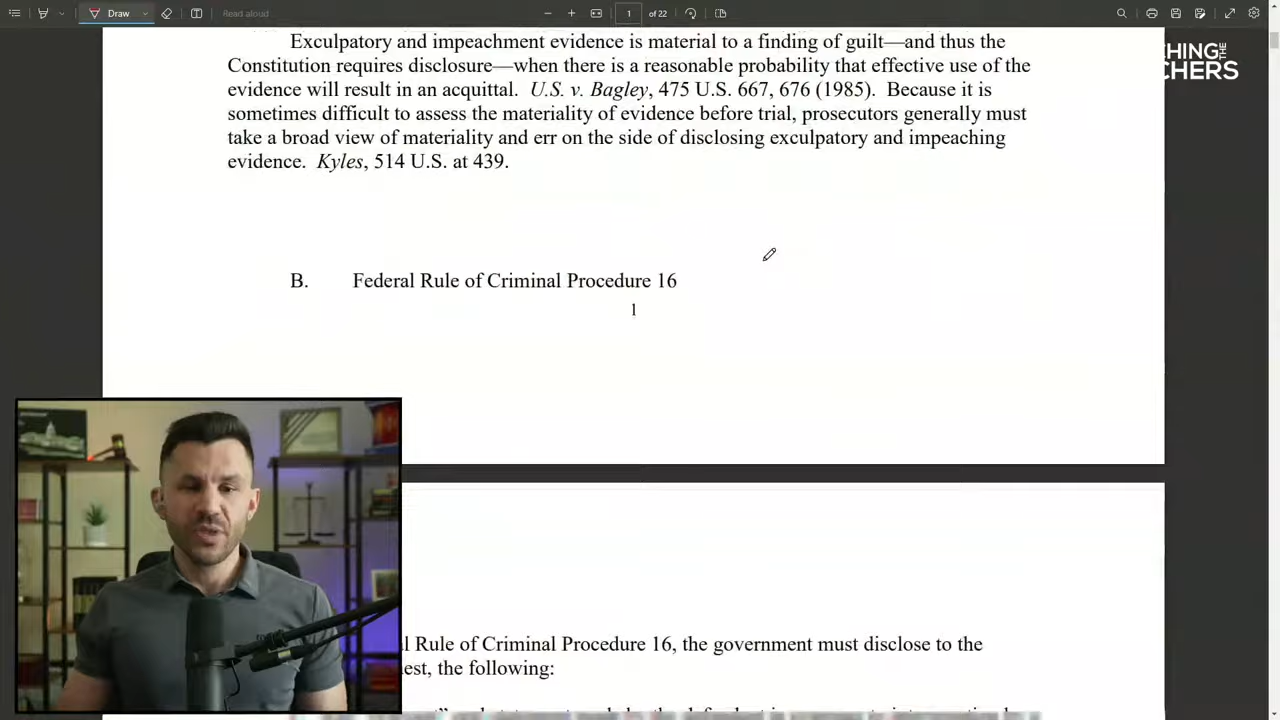 Draw
Read aloud
1 of 22
HING
THE
CHERS
Exculpatory and impeachment evidence is material to a finding of guilt—and thus the
Constitution requires disclosure—when there is a reasonable probability that effective use of the
evidence will result in an acquittal. U.S. v. Bagley, 475 U.S. 667, 676 (1985). Because it is
sometimes difficult to assess the materiality of evidence before trial, prosecutors generally must
take a broad view of materiality and err on the side of disclosing exculpatory and impeaching
evidence. Kyles, 514 U.S. at 439.
B. Federal Rule of Criminal Procedure 16
1
l Rule of Criminal Procedure 16, the government must disclose to the
est, the following: